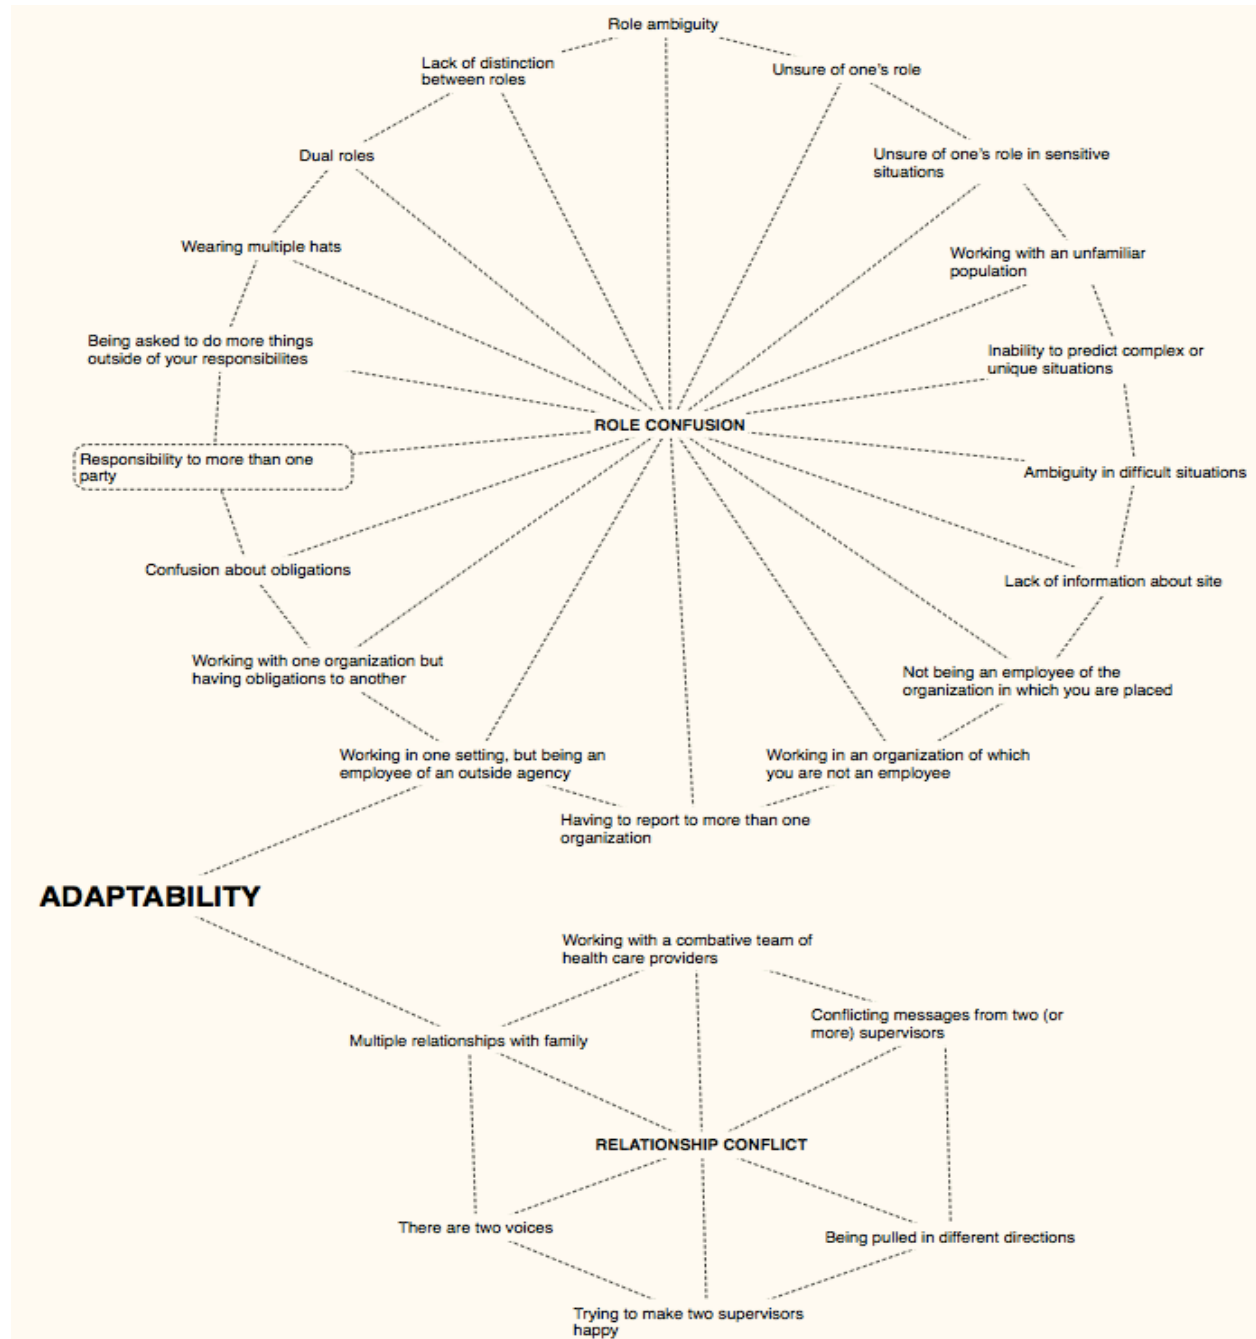 Role ambiguity
Lack of distinction
between roles
Unsure of one's role
Dual roles
Unsure of one's role in sensitive
situations
Wearing multiple hats
Working with an unfamiliar
population
Being asked to do more things
outside of your responsibilites
Inability to predict complex or
unique situations
ROLE CONFUSION
Responsibility to more than one
party
Ambiguity in difficult situations
Confusion about obligations
Lack of information about site
Working with one organization but
having obligations to another
Not being an employee of the
organization in which you are placed
Working in one setting, but being an
employee of an outside agency
Working in an organization of which
you are not an employee
Having to report to more than one
organization
ADAPTABILITY
Working with a combative team of
health care providers
Conflicting messages from two (or
more) supervisors
Multiple relationships with family
RELATIONSHIP CONFLICT
There are two voices
Being pulled in different directions
Trying to make two supervisors
happy